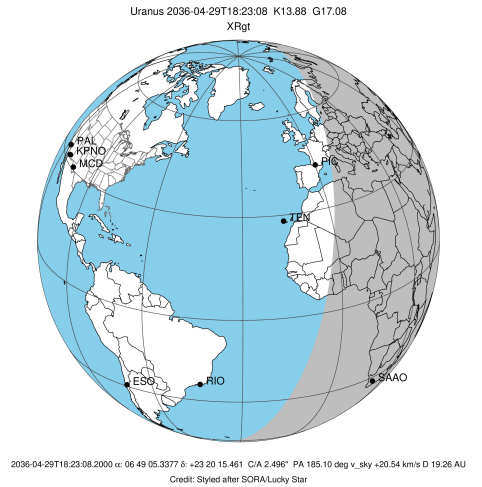 Uranus 2036-04-29T18:23:08 K13.88 G17.08
XRgt
PAL
KPNO
MCD
PIC
TEN
ESO
RIO
SAAO
2036-04-29T18:23:08.2000 α: 06 49 05.3377 δ: +23 20 15.461 C/A 2.496" PA 185.10 deg v_sky +20.54 km/s D 19.26 AU
Credit: Styled after SORA/Lucky Star